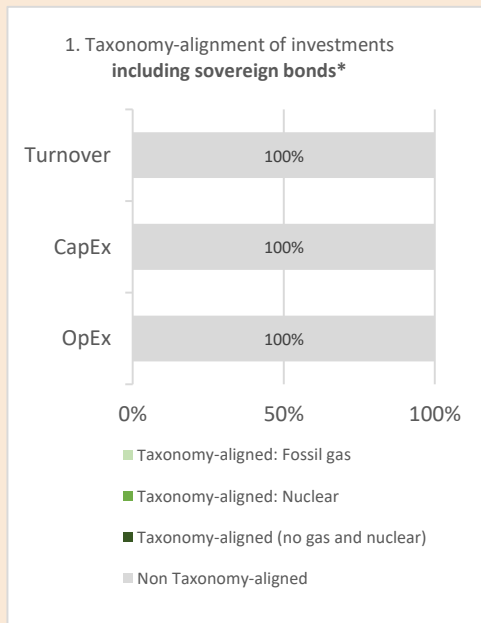 1. Taxonomy-alignment of investments
including sovereign bonds*
Turnover
100%
CapEx
100%
OpEx
100%
0%
50%
100%
Taxonomy-aligned: Fossil gas
Taxonomy-aligned: Nuclear
Taxonomy-aligned (no gas and nuclear)
Non Taxonomy-aligned